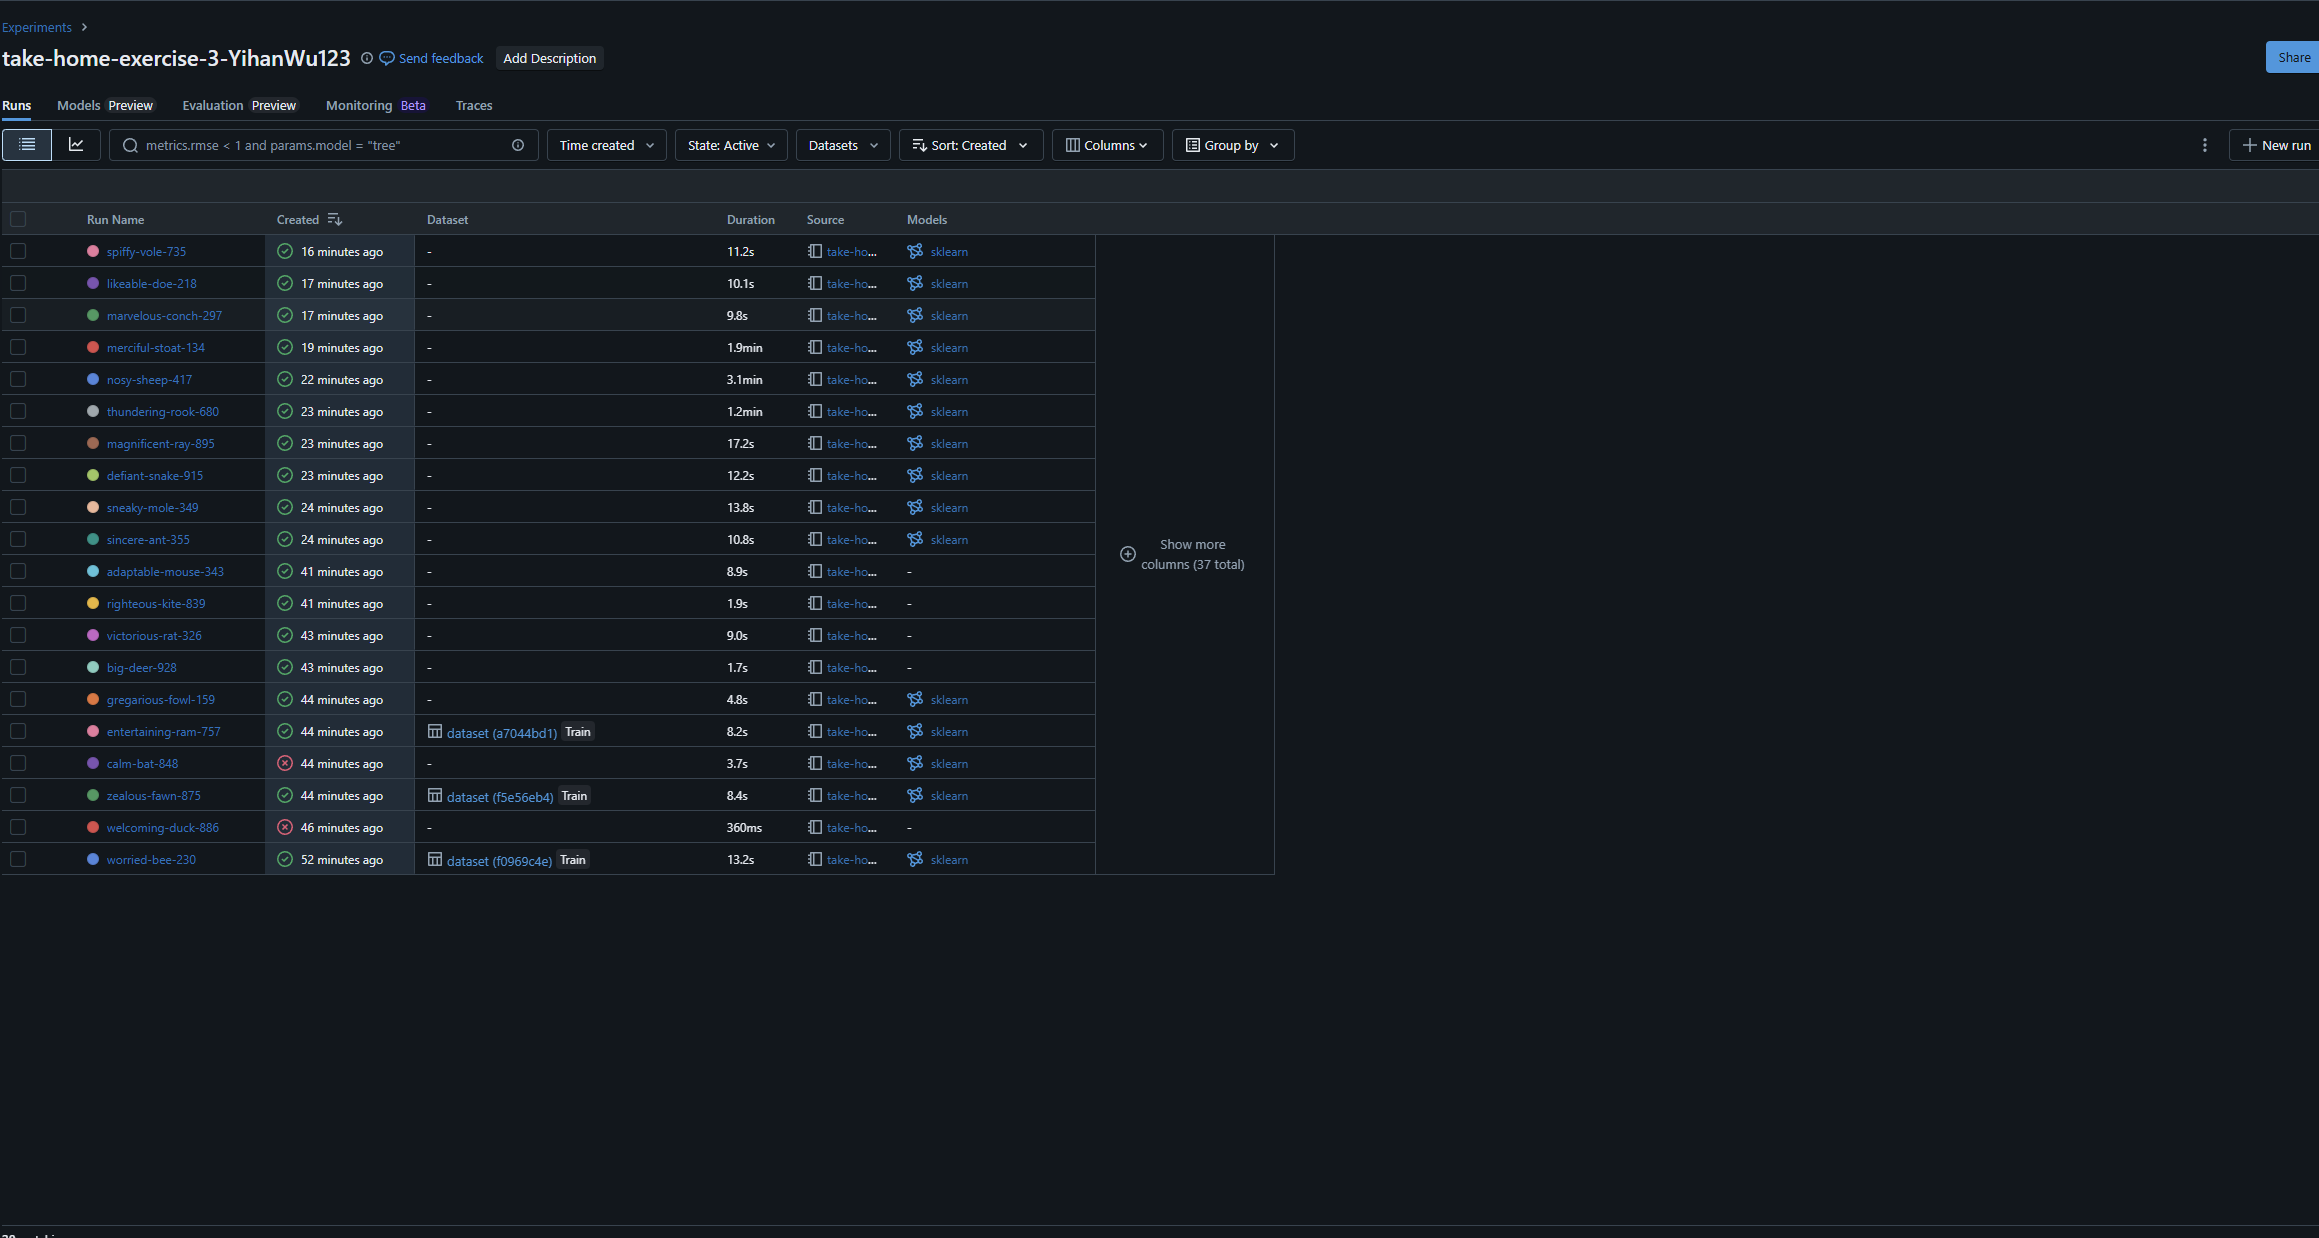 Experiments
take-home-exercise-3-YihanWu123 Send feedback Add Description Share
Runs Models Preview Evaluation Preview Monitoring Beta Traces
metrics.rmse < 1 and params.model = "tree" Time created State: Active Datasets Sort: Created Columns Group by New run
Run Name Created Dataset Duration Source Models
spiffy-vole-735 16 minutes ago - 11.2s take-ho... sklearn
likeable-doe-218 17 minutes ago - 10.1s take-ho... sklearn
marvelous-conch-297 17 minutes ago - 9.8s take-ho... sklearn
merciful-stoat-134 19 minutes ago - 1.9min take-ho... sklearn
nosy-sheep-417 22 minutes ago - 3.1min take-ho... sklearn
thundering-rook-680 23 minutes ago - 1.2min take-ho... sklearn
magnificent-ray-895 23 minutes ago - 17.2s take-ho... sklearn
defiant-snake-915 23 minutes ago - 12.2s take-ho... sklearn
sneaky-mole-349 24 minutes ago - 13.8s take-ho... sklearn
sincere-ant-355 24 minutes ago - 10.8s take-ho... sklearn
Show more
columns (37 total)
adaptable-mouse-343 41 minutes ago - 8.9s take-ho... -
righteous-kite-839 41 minutes ago - 1.9s take-ho... -
victorious-rat-326 43 minutes ago - 9.0s take-ho... -
big-deer-928 43 minutes ago - 1.7s take-ho... -
gregarious-fowl-159 44 minutes ago - 4.8s take-ho... sklearn
entertaining-ram-757 44 minutes ago dataset (a7044bd1) Train 8.2s take-ho... sklearn
calm-bat-848 44 minutes ago - 3.7s take-ho... sklearn
zealous-fawn-875 44 minutes ago dataset (f5e56eb4) Train 8.4s take-ho... sklearn
welcoming-duck-886 46 minutes ago - 360ms take-ho... -
worried-bee-230 52 minutes ago dataset (f0969c4e) Train 13.2s take-ho... sklearn